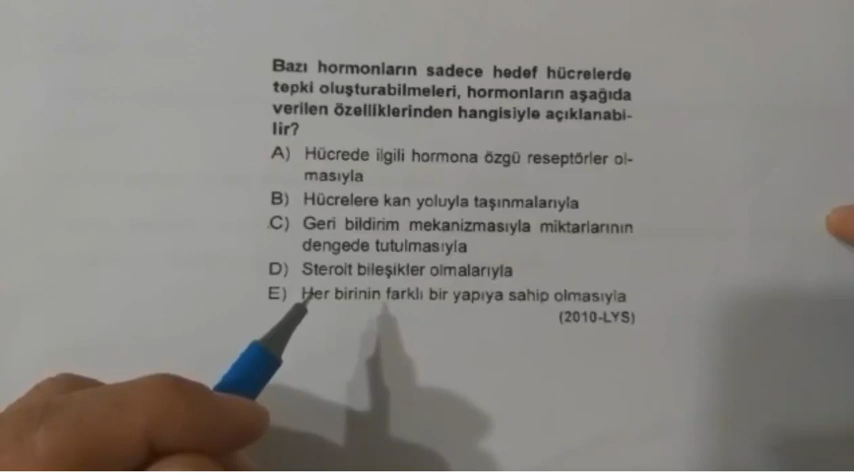 Bazı hormonların sadece hedef hücrelerde
tepki oluşturabilmeleri, hormonların aşağıda
verilen özelliklerinden hangisiyle açıklanabi-
lir?
A) Hücrede ilgili hormona özgü reseptörler ol-
masıyla
B) Hücrelere kan yoluyla taşınmalarıyla
C) Geri bildirim mekanizmasıyla miktarlarının
dengede tutulmasıyla
D) Steroit bileşikler olmalarıyla
E) Her birinin farklı bir yapıya sahip olmasıyla
(2010-LYS)